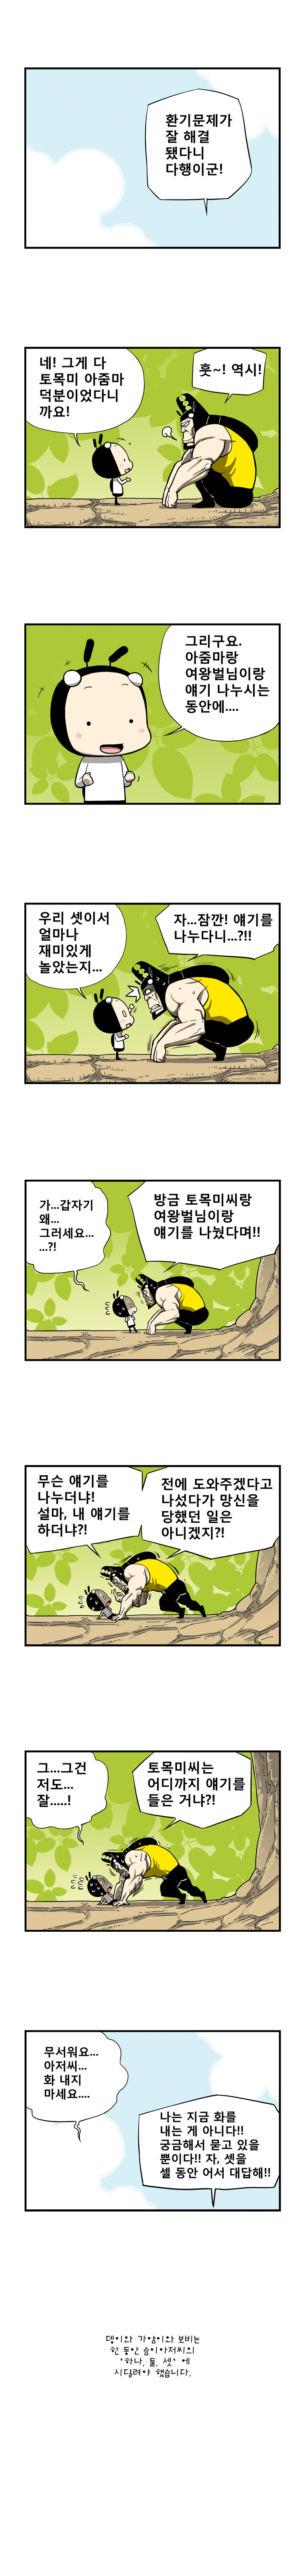 환기문제가
잘 해결
됐다니
다행이군!
네! 그게 다
토목미 아줌마
덕분이었다니
까요!
훗~! 역시!
그리구요.
아줌마랑
여왕벌님이랑
얘기 나누시는
동안에....
우리 셋이서
얼마나
재미있게
놀았는지...
자...잠깐! 얘기를
나누다니...?!!
가...갑자기
왜...
그러세요...
...?!
방금 토목미씨랑
여왕벌님이랑
얘기를 나눴다며!!
무슨 얘기를
나누더냐!
설마, 내 얘기를
하더냐?!
전에 도와주겠다고
나섰다가 망신을
당했던 일은
아니겠지?!
그...그건
저도...
잘.....!
토목미씨는
어디까지 얘기를
들은 거냐?!
무서워요...
아저씨...
화 내지
마세요....
나는 지금 화를
내는 게 아니다!!
궁금해서 묻고 있을
뿐이다!! 자, 셋을
셀 동안 어서 대답해!!
뎅이와 가양이와 보비는
한 동안 숨이아저씨의
'하나, 둘, 셋' 에
시달려야 했습니다.